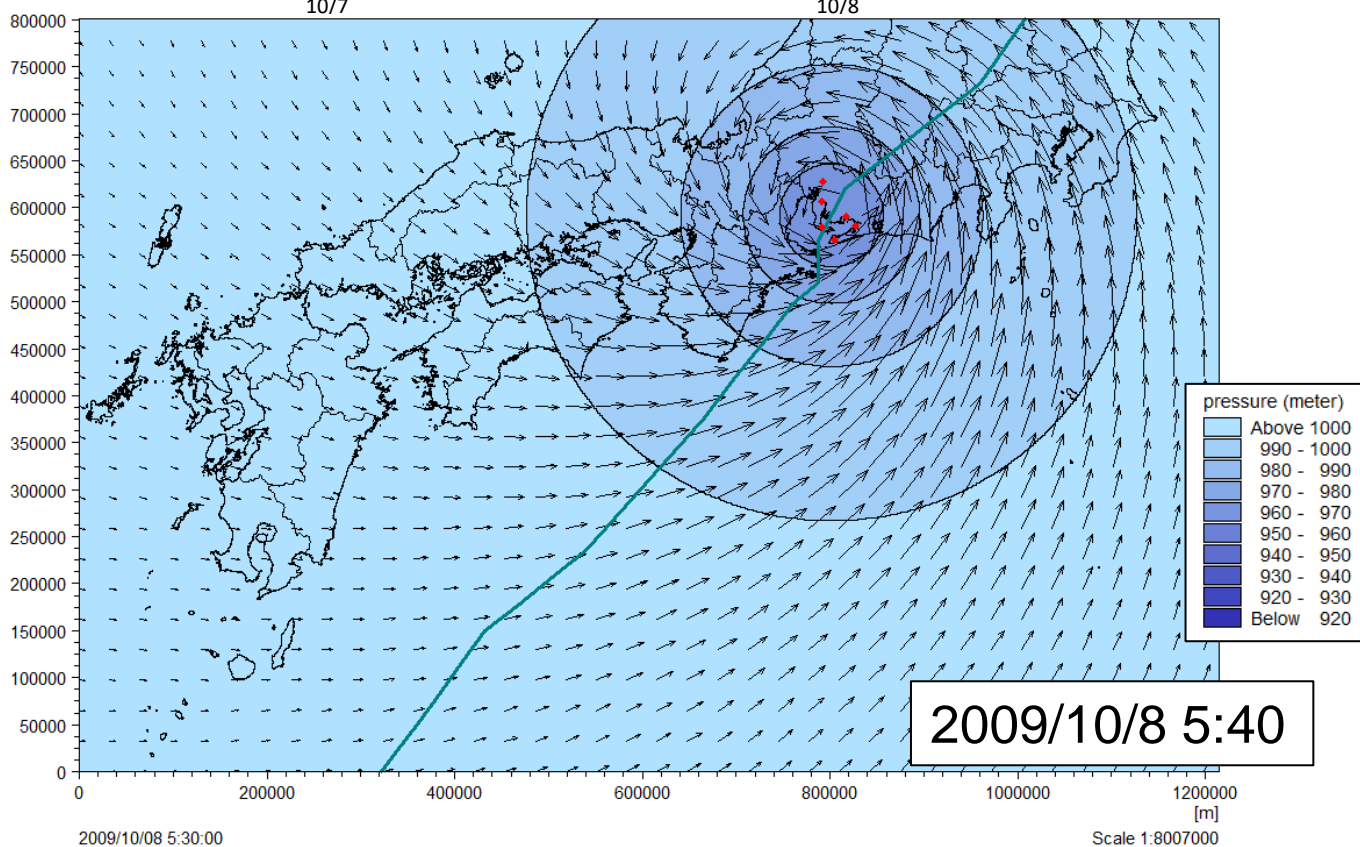 10/7 10/8
800000
750000
700000
650000
600000
550000
500000
450000
400000
350000
300000
250000
200000
150000
100000
50000
0
0 200000 400000 600000 800000 1000000 1200000
[m]
2009/10/08 5:30:00 Scale 1:8007000
pressure (meter)
Above 1000
990 - 1000
980 - 990
970 - 980
960 - 970
950 - 960
940 - 950
930 - 940
920 - 930
Below 920
2009/10/8 5:40